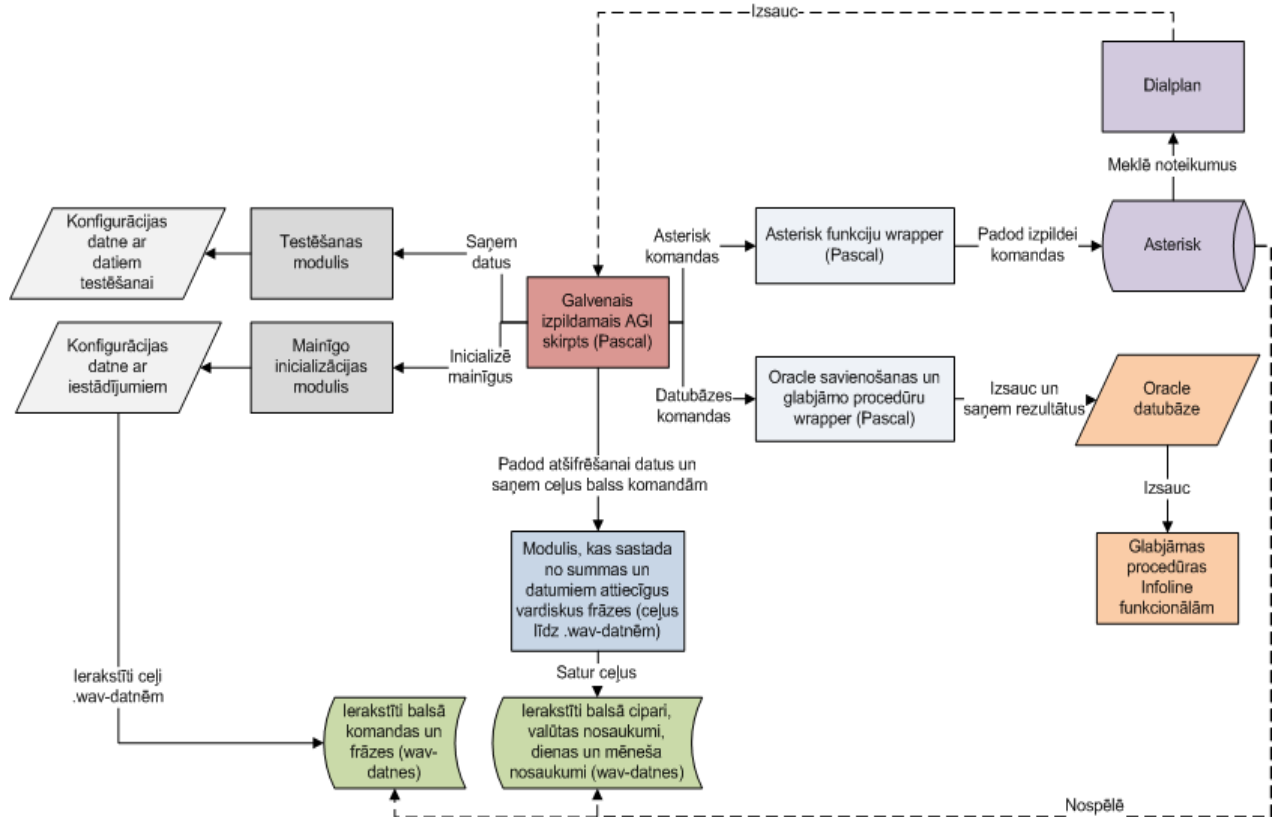 Izsauc
Dialplan
Meklē noteikumus
Konfigurācijas
datne ar
datiem
testēšanai
Testēšanas
modulis
Saņem
datus
Asterisk
komandas
Asterisk funkciju wrapper
(Pascal)
Padod izpildei
komandas
Asterisk
Galvenais
izpildamais AGI
skirpts (Pascal)
Konfigurācijas
datne ar
iestādījumiem
Mainīgo
inicializācijas
modulis
Inicializē
mainīgus
Datubāzes
komandas
Oracle savienošanas un
glabjāmo procedūru
wrapper (Pascal)
Izsauc un
saņem rezultātus
Oracle
datubāze
Izsauc
Glabjāmas
procedūras
Infoline
funkcionālām
Padod atšifrēšanai datus un
saņem ceļus balss komandām
Modulis, kas sastada
no summas un
datumiem attiecīgus
vardiskus frāzes (ceļus
līdz .wav-datnēm)
Satur ceļus
Ierakstīti ceļi
.wav-datnēm
Ierakstīti balsā
komandas un
frāzes (wav-
datnes)
Ierakstīti balsā cipari,
valūtas nosaukumi,
dienas un mēneša
nosaukumi (wav-datnes)
Nospēlē